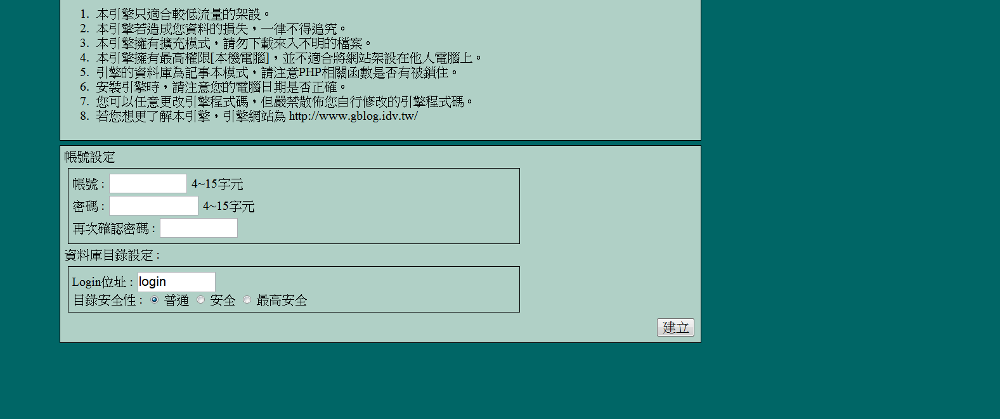 1. 本引擎只適合較低流量的架設。
2. 本引擎若造成您資料的損失，一律不得追究。
3. 本引擎擁有擴充模式，請勿下載來入不明的檔案。
4. 本引擎擁有最高權限[本機電腦]，並不適合將網站架設在他人電腦上。
5. 引擎的資料庫為記事本模式，請注意PHP相關函數是否有被鎖住。
6. 安裝引擎時，請注意您的電腦日期是否正確。
7. 您可以任意更改引擎程式碼，但嚴禁散佈您自行修改的引擎程式碼。
8. 若您想更了解本引擎，引擎網站為 http://www.gblog.idv.tw/
帳號設定
帳號 : 4~15字元
密碼 : 4~15字元
再次確認密碼 :
資料庫目錄設定 :
Login位址 : login
目錄安全性 : 普通 安全 最高安全
建立